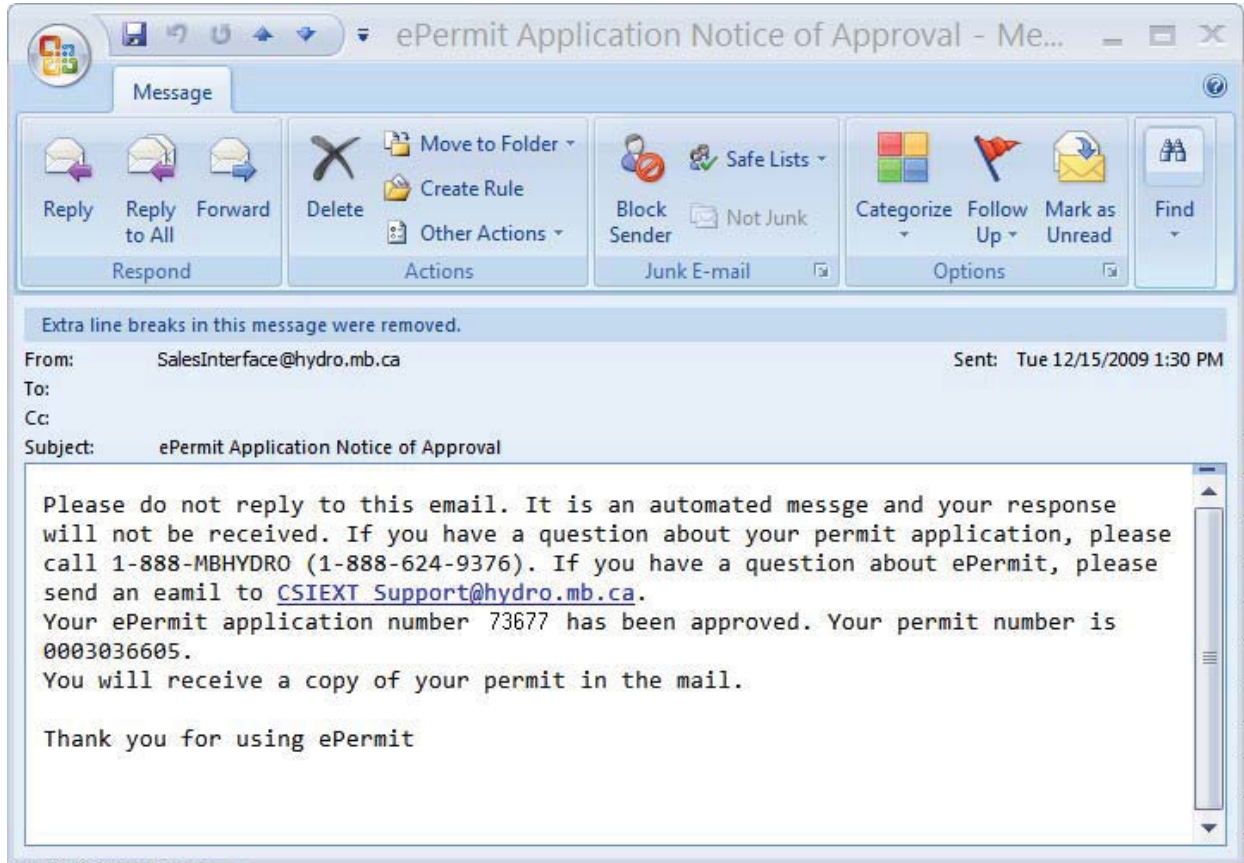 ePermit Application Notice of Approval - Me...
Message
Reply
Reply to All
Forward
Respond
Delete
Move to Folder
Create Rule
Other Actions
Actions
Block Sender
Safe Lists
Not Junk
Junk E-mail
Categorize
Follow Up
Mark as Unread
Options
Find
Extra line breaks in this message were removed.
From: SalesInterface@hydro.mb.ca Sent: Tue 12/15/2009 1:30 PM
To:
Cc:
Subject: ePermit Application Notice of Approval
Please do not reply to this email. It is an automated messge and your response
will not be received. If you have a question about your permit application, please
call 1-888-MBHYDRO (1-888-624-9376). If you have a question about ePermit, please
send an eamil to CSIEXT Support@hydro.mb.ca.
Your ePermit application number 73677 has been approved. Your permit number is
0003036605.
You will receive a copy of your permit in the mail.
Thank you for using ePermit